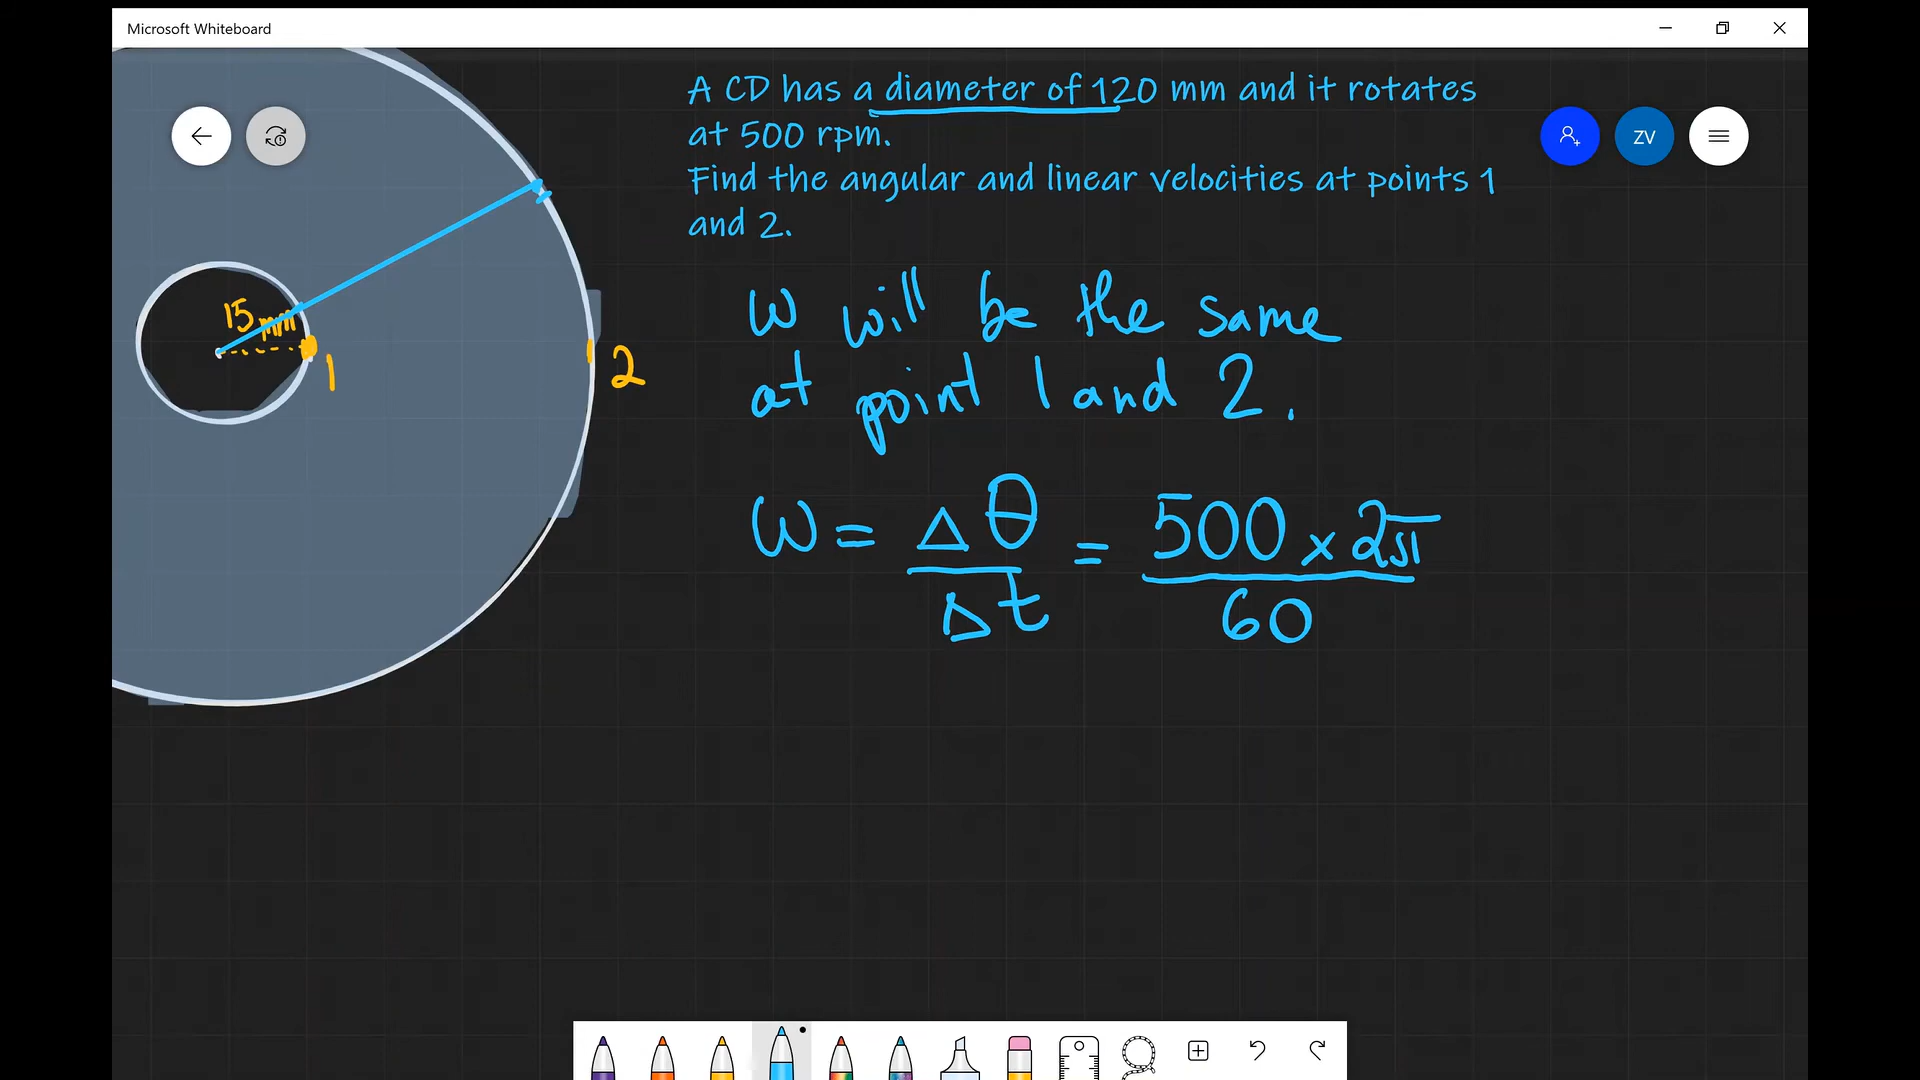 Microsoft Whiteboard
A CD has a diameter of 120 mm and it rotates
at 500 rpm.
Find the angular and linear velocities at points 1
and 2.
ZV
15 mm
1
2
ω will be the same
at point 1 and 2.
ω = Δθ / Δt = 500 × 2π / 60